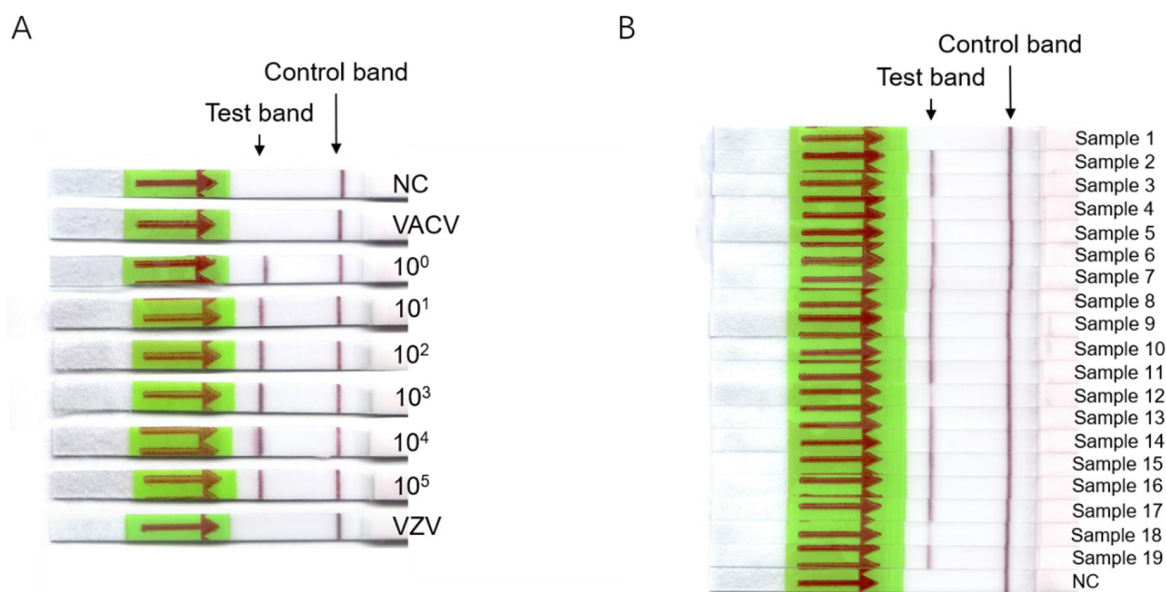 A
Control band
Test band
NC
VACV
10⁰
10¹
10²
10³
10⁴
10⁵
VZV
B
Control band
Test band
Sample 1
Sample 2
Sample 3
Sample 4
Sample 5
Sample 6
Sample 7
Sample 8
Sample 9
Sample 10
Sample 11
Sample 12
Sample 13
Sample 14
Sample 15
Sample 16
Sample 17
Sample 18
Sample 19
NC